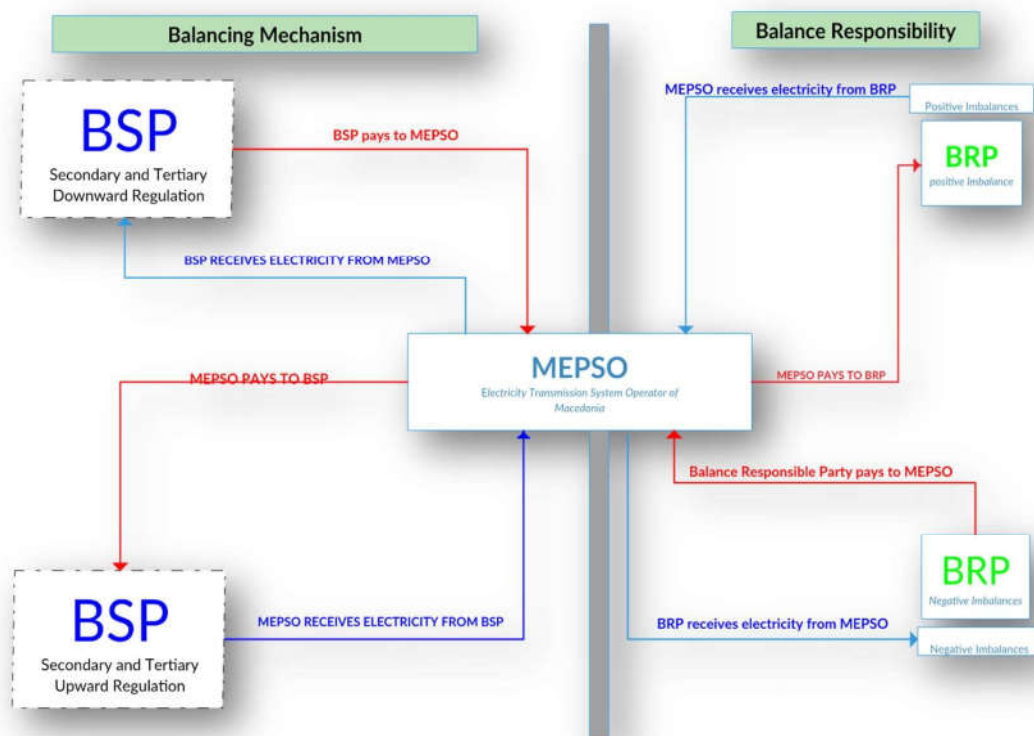 Balancing Mechanism
Balance Responsibility
BSP
Secondary and Tertiary
Downward Regulation
BSP pays to MEPSO
BSP RECEIVES ELECTRICITY FROM MEPSO
MEPSO receives electricity from BRP
Positive Imbalances
BRP
positive Imbalance
MEPSO
Electricity Transmission System Operator of
Macedonia
MEPSO PAYS TO BSP
MEPSO PAYS TO BRP
Balance Responsible Party pays to MEPSO
BRP
Negative Imbalances
BSP
Secondary and Tertiary
Upward Regulation
MEPSO RECEIVES ELECTRICITY FROM BSP
BRP receives electricity from MEPSO
Negative Imbalances